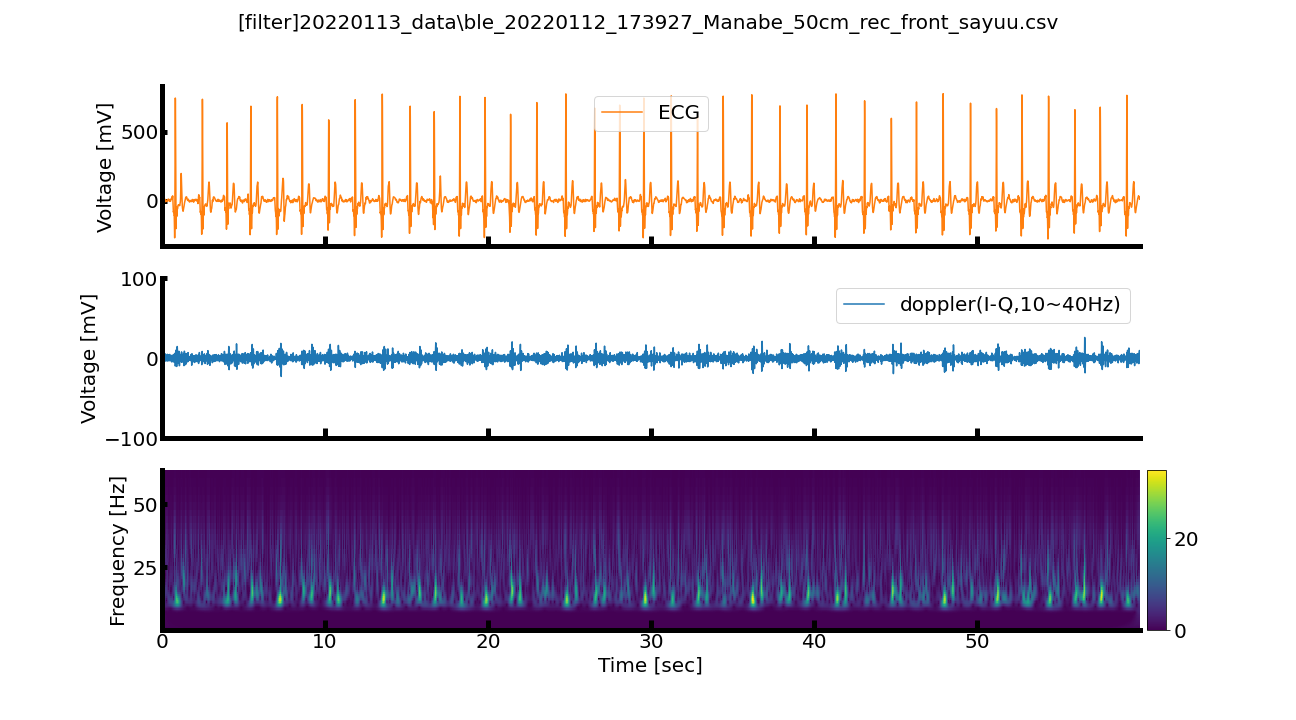 [filter]20220113_data\ble_20220112_173927_Manabe_50cm_rec_front_sayuu.csv
Voltage [mV]
500
0
ECG
Voltage [mV]
100
0
−100
doppler(I-Q,10~40Hz)
Frequency [Hz]
50
25
20
0
0 10 20 30 40 50
Time [sec]